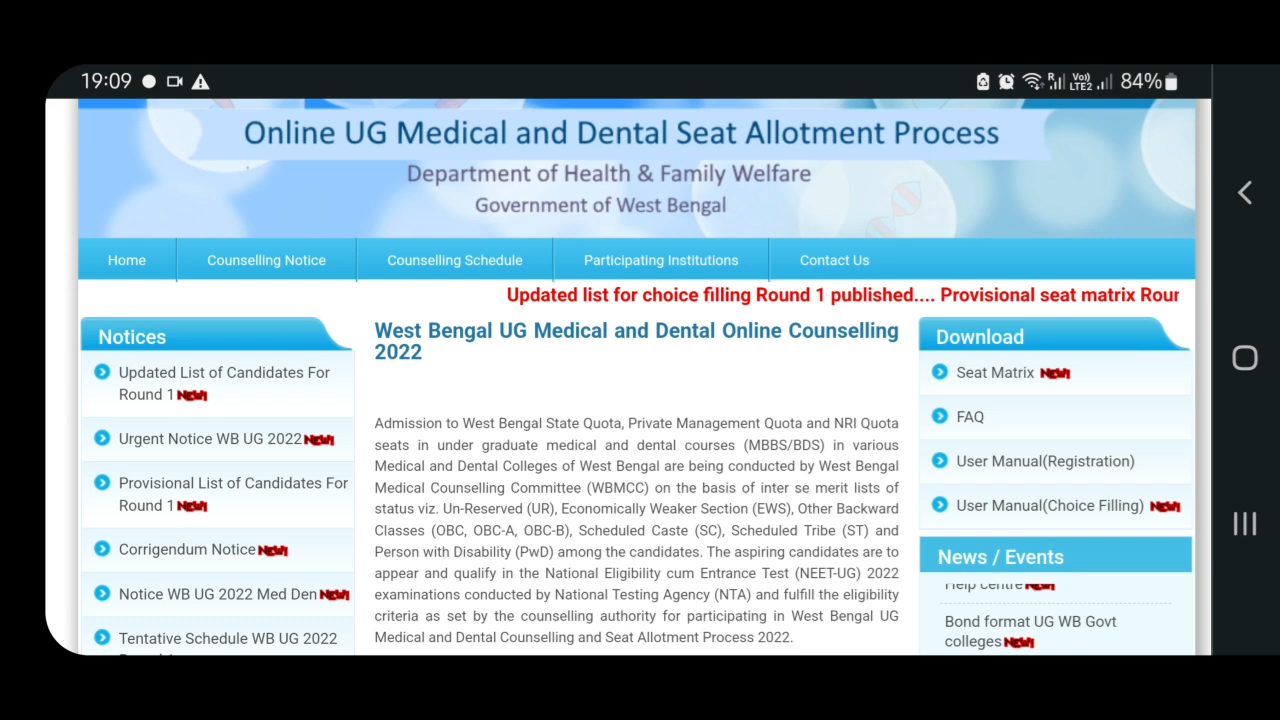 19:09
Vo))
R
LTE2
84%
Online UG Medical and Dental Seat Allotment Process
Department of Health & Family Welfare
Government of West Bengal
Home
Counselling Notice
Counselling Schedule
Participating Institutions
Contact Us
Updated list for choice filling Round 1 published.... Provisional seat matrix Roun
Notices
Updated List of Candidates For
Round 1 NEW!
Urgent Notice WB UG 2022 NEW!
Provisional List of Candidates For
Round 1 NEW!
Corrigendum Notice NEW!
Notice WB UG 2022 Med Den NEW!
Tentative Schedule WB UG 2022
West Bengal UG Medical and Dental Online Counselling
2022
Admission to West Bengal State Quota, Private Management Quota and NRI Quota
seats in under graduate medical and dental courses (MBBS/BDS) in various
Medical and Dental Colleges of West Bengal are being conducted by West Bengal
Medical Counselling Committee (WBMCC) on the basis of inter se merit lists of
status viz. Un-Reserved (UR), Economically Weaker Section (EWS), Other Backward
Classes (OBC, OBC-A, OBC-B), Scheduled Caste (SC), Scheduled Tribe (ST) and
Person with Disability (PwD) among the candidates. The aspiring candidates are to
appear and qualify in the National Eligibility cum Entrance Test (NEET-UG) 2022
examinations conducted by National Testing Agency (NTA) and fulfill the eligibility
criteria as set by the counselling authority for participating in West Bengal UG
Medical and Dental Counselling and Seat Allotment Process 2022.
Download
Seat Matrix NEW!
FAQ
User Manual(Registration)
User Manual(Choice Filling) NEW!
News / Events
Help centre NEW!
Bond format UG WB Govt
colleges NEW!